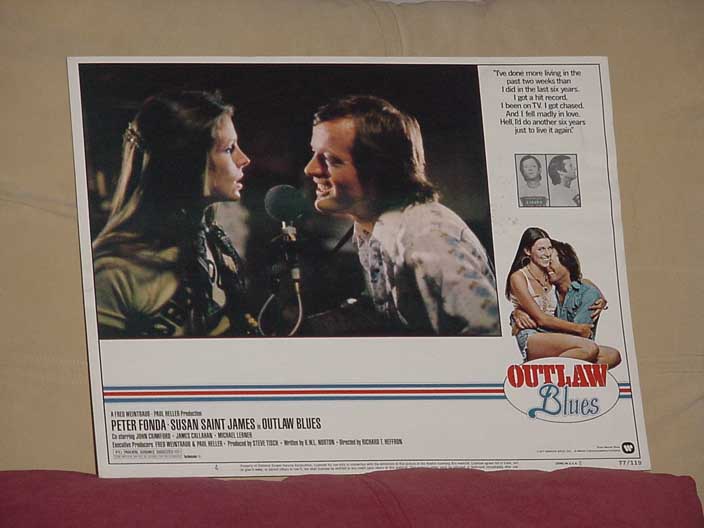 "I've done more living in the
past two weeks than
I did in the last six years.
I got a hit record.
I been on TV. I got chased.
And I fell madly in love.
Hell, I'd do another six years
just to live it again."
OUTLAW
Blues
A FRED WEINTRAUB - PAUL HELLER Production
PETER FONDA · SUSAN SAINT JAMES in OUTLAW BLUES
Co-starring JOHN CRAWFORD · JAMES CALLAHAN · MICHAEL LERNER
Executive Producers FRED WEINTRAUB & PAUL HELLER · Produced by STEVE TISCH · Written by B.W.L. NORTON · Directed by RICHARD T. HEFFRON
PG PARENTAL GUIDANCE SUGGESTED
77/119